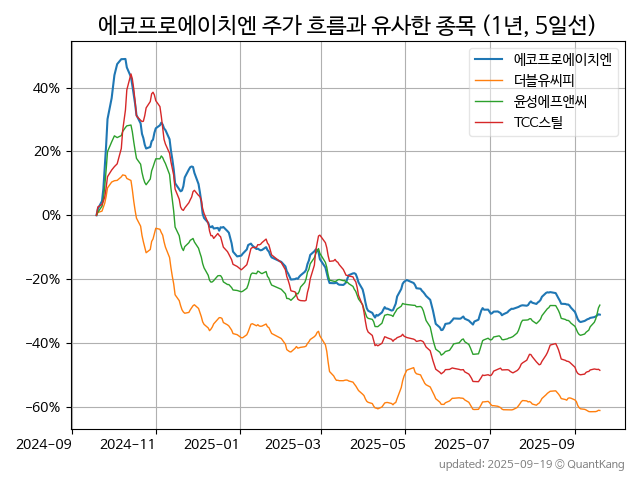 에코프로에이치엔 주가 흐름과 유사한 종목 (1년, 5일선)
에코프로에이치엔
더블유씨피
윤성에프앤씨
TCC스틸
40%
20%
0%
−20%
−40%
−60%
2024-09
2024-11
2025-01
2025-03
2025-05
2025-07
2025-09
updated: 2025-09-19 © QuantKang